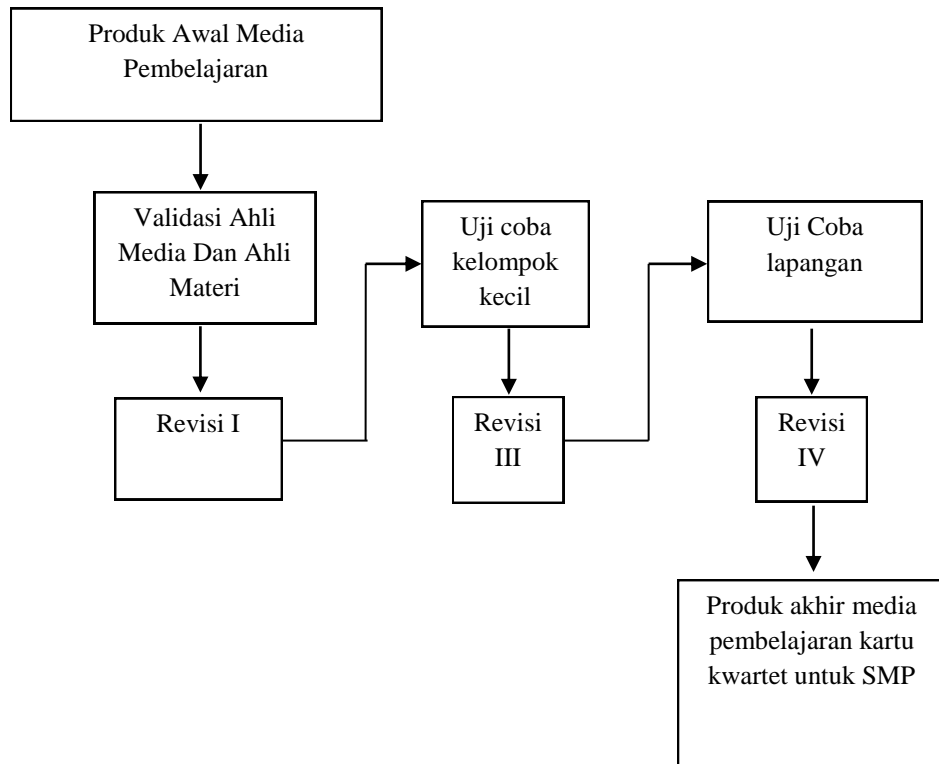 Produk Awal Media
Pembelajaran
Validasi Ahli
Media Dan Ahli
Materi
Revisi I
Uji coba
kelompok
kecil
Revisi
III
Uji Coba
lapangan
Revisi
IV
Produk akhir media
pembelajaran kartu
kwartet untuk SMP